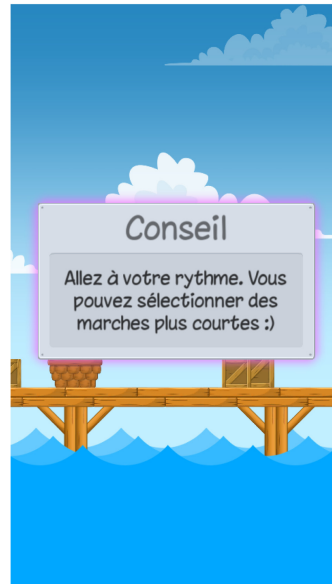 Conseil
Allez à votre rythme. Vous
pouvez sélectionner des
marches plus courtes :)